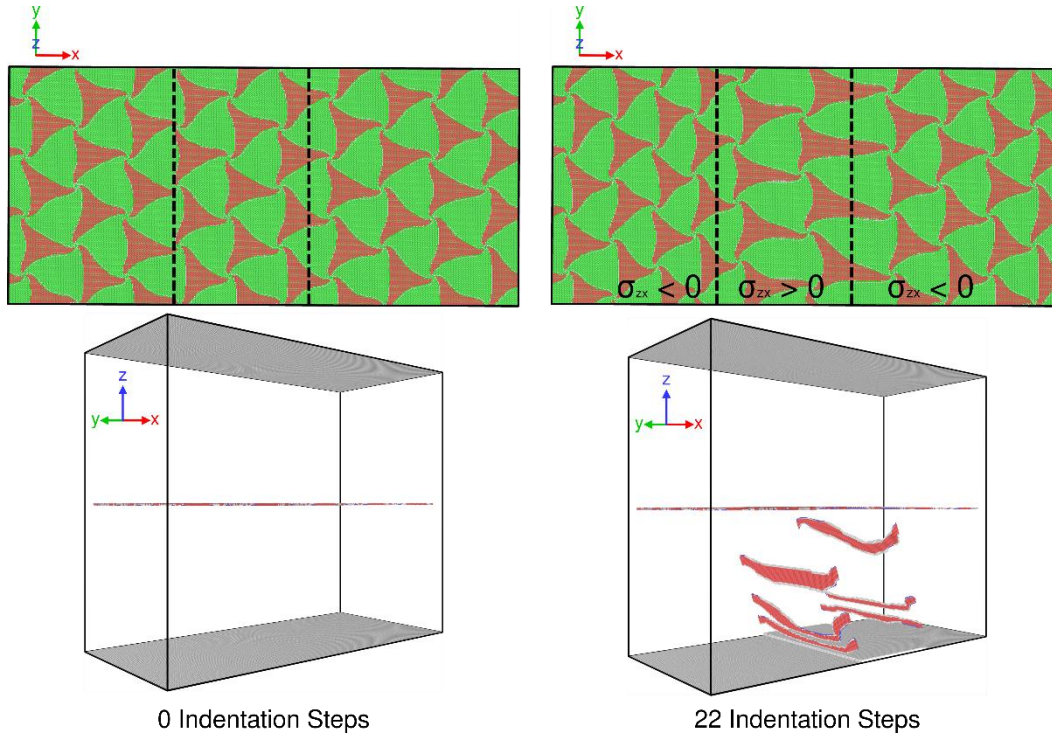 y
z
x
y
z
x
σzx < 0
σzx > 0
σzx < 0
z
y
x
z
y
x
0 Indentation Steps
22 Indentation Steps